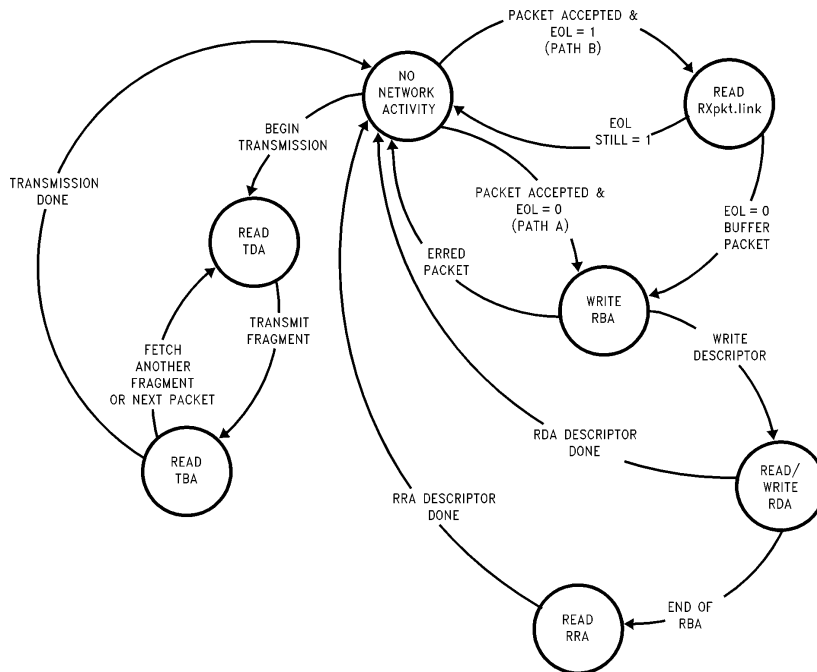 PACKET ACCEPTED &
EOL = 1
(PATH B)
NO
NETWORK
ACTIVITY
READ
RXpkt.link
EOL
STILL = 1
BEGIN
TRANSMISSION
TRANSMISSION
DONE
PACKET ACCEPTED &
EOL = 0
(PATH A)
EOL = 0
BUFFER
PACKET
READ
TDA
ERRED
PACKET
WRITE
RBA
TRANSMIT
FRAGMENT
WRITE
DESCRIPTOR
FETCH
ANOTHER
FRAGMENT
OR NEXT PACKET
RDA DESCRIPTOR
DONE
READ
TBA
READ/
WRITE
RDA
RRA DESCRIPTOR
DONE
END OF
RBA
READ
RRA